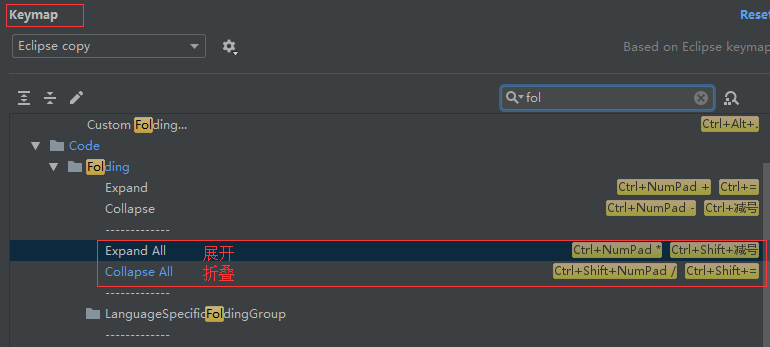 Keymap
Reset
Eclipse copy
Based on Eclipse keymap
fol
Custom Folding...
Ctrl+Alt+.
Code
Folding
Expand
Ctrl+NumPad + Ctrl+=
Collapse
Ctrl+NumPad - Ctrl+减号
-------------
Expand All 展开
Ctrl+NumPad * Ctrl+Shift+减号
Collapse All 折叠
Ctrl+Shift+NumPad / Ctrl+Shift+=
-------------
LanguageSpecificFoldingGroup
-------------